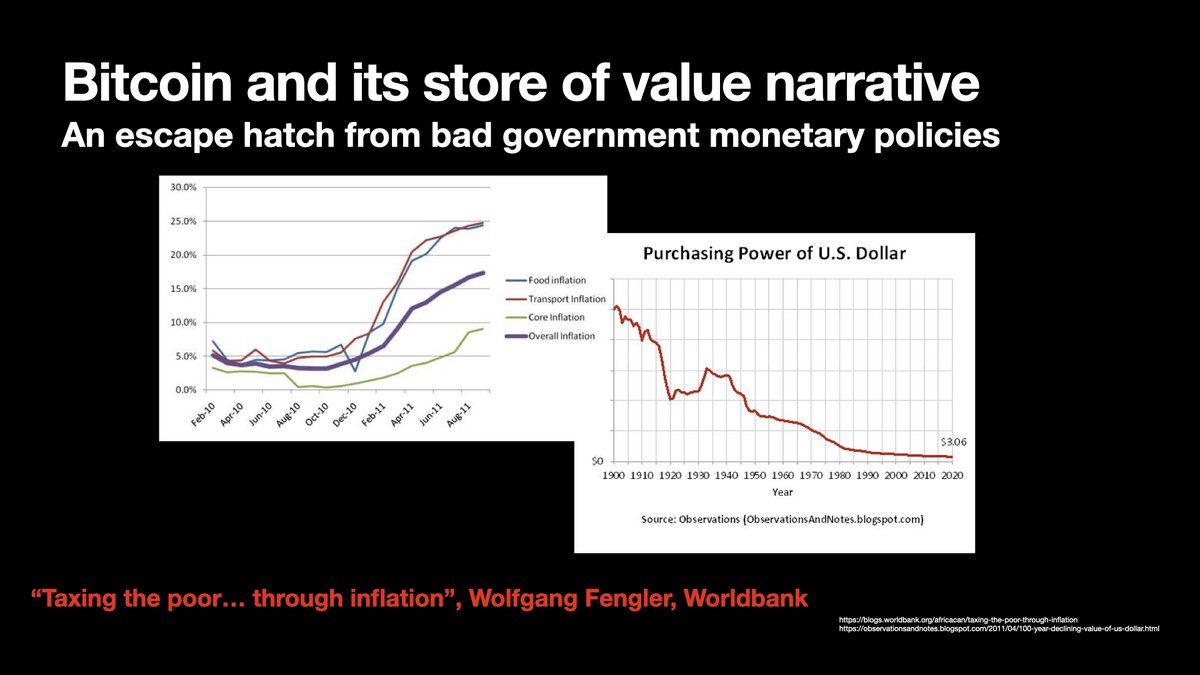 Bitcoin and its store of value narrative
An escape hatch from bad government monetary policies
30.0%
25.0%
20.0%
15.0%
10.0%
5.0%
0.0%
Feb-10 Apr-10 Jun-10 Aug-10 Oct-10 Dec-10 Feb-11 Apr-11 Jun-11 Aug-11
Food inflation
Transport Inflation
Core Inflation
Overall Inflation
Purchasing Power of U.S. Dollar
$3.06
$0
1900 1910 1920 1930 1940 1950 1960 1970 1980 1990 2000 2010 2020
Year
Source: Observations (ObservationsAndNotes.blogspot.com)
“Taxing the poor… through inflation”, Wolfgang Fengler, Worldbank
https://blogs.worldbank.org/africacan/taxing-the-poor-through-inflation
https://observationsandnotes.blogspot.com/2011/04/100-year-declining-value-of-us-dollar.html